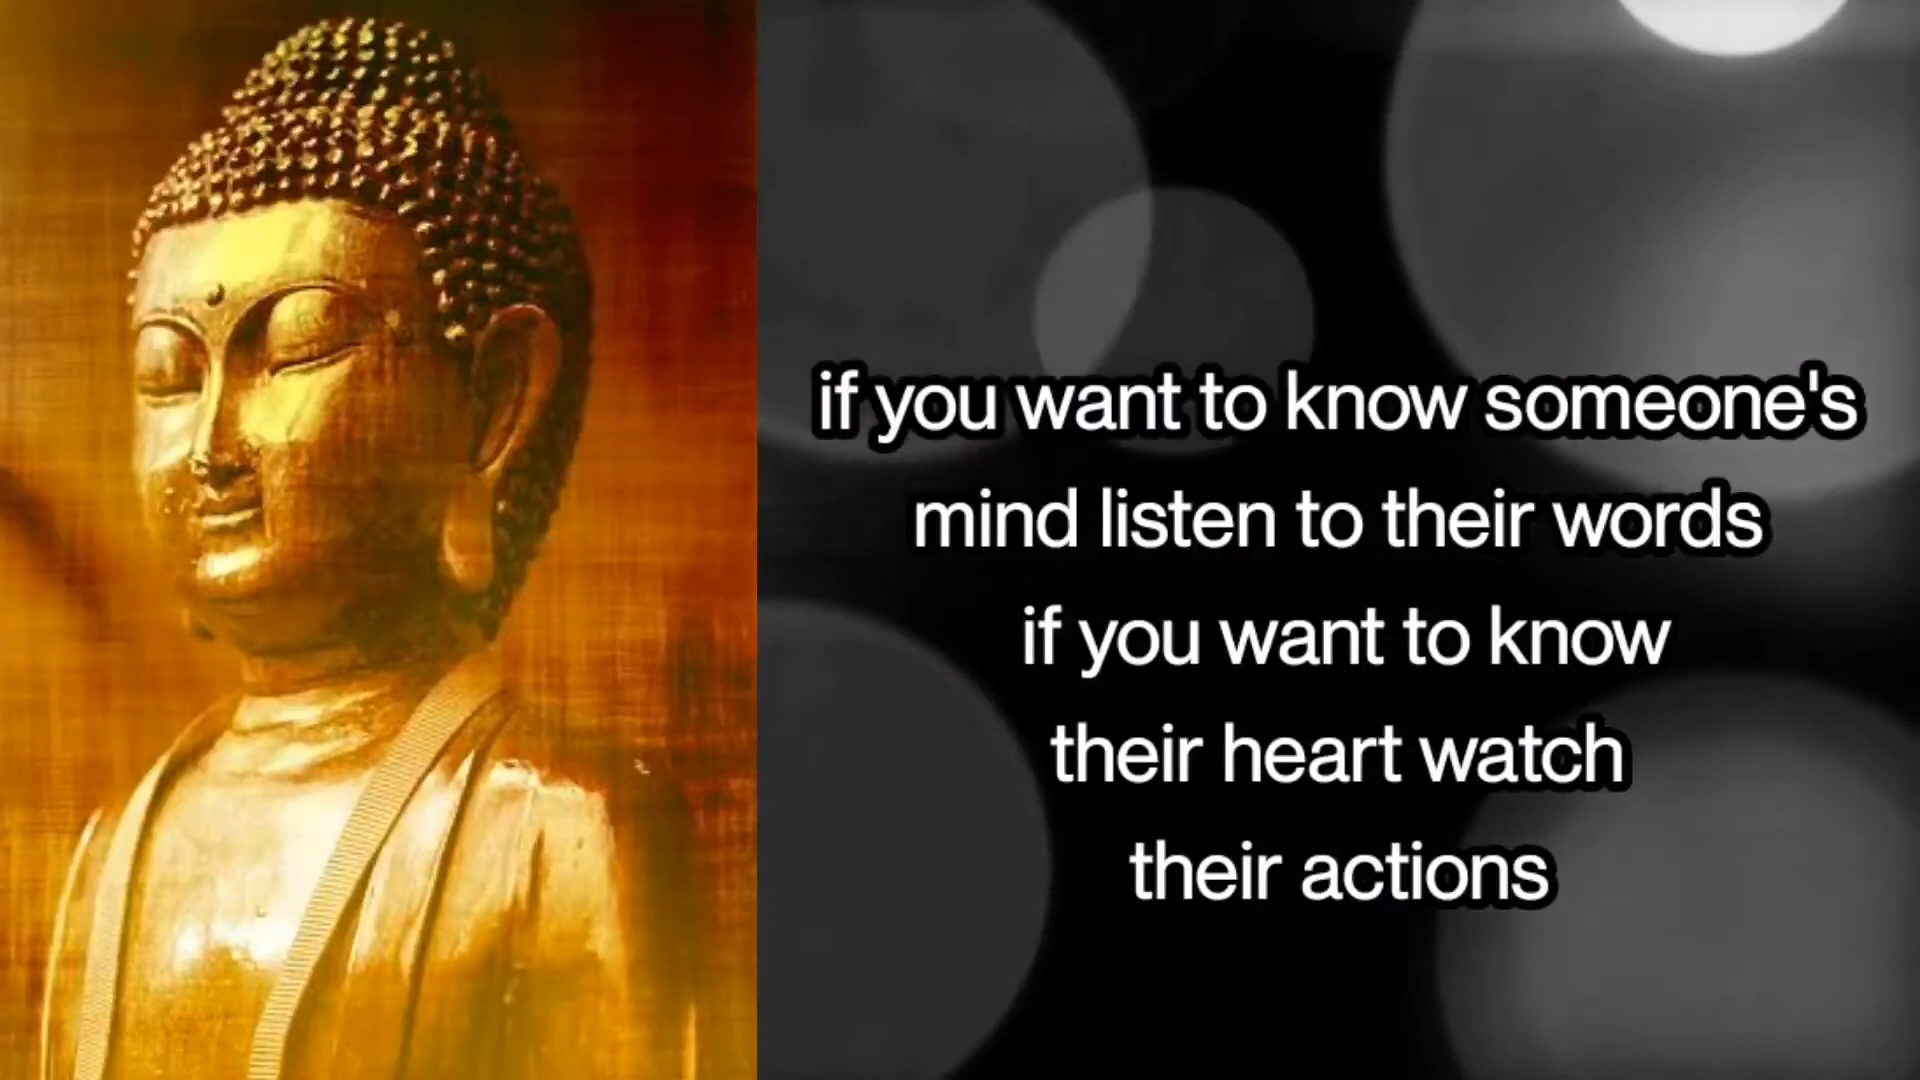 if you want to know someone's
mind listen to their words
if you want to know
their heart watch
their actions